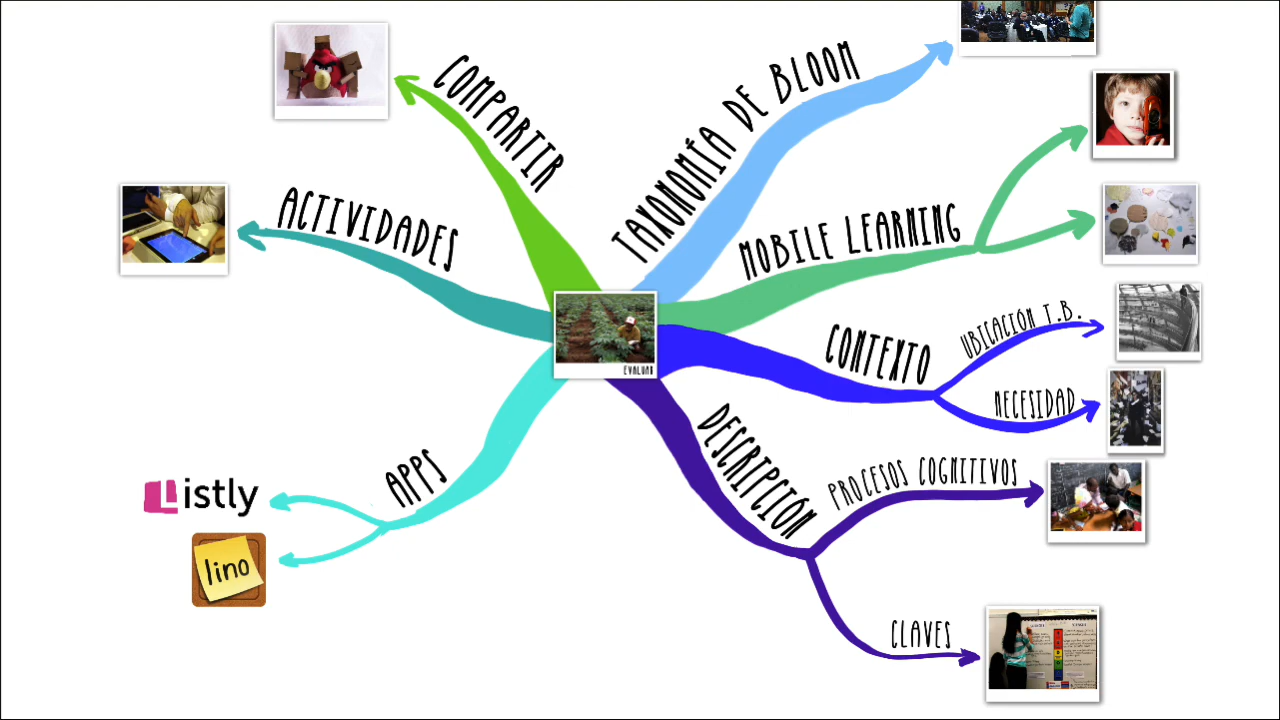 COMPARTIR
TAXONOMÍA DE BLOOM
ACTIVIDADES
MOBILE LEARNING
UBICACIÓN T.B.
CONTEXTO
EVALUAR
NECESIDAD
DESCRIPCIÓN
PROCESOS COGNITIVOS
APPS
Listly
lino
CLAVES